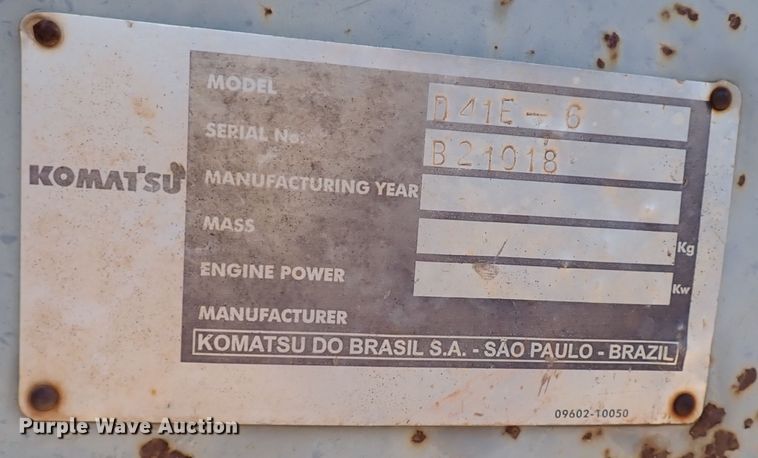 MODEL D41E-6
SERIAL No. B21018
KOMATSU
MANUFACTURING YEAR
MASS Kg
ENGINE POWER Kw
MANUFACTURER
KOMATSU DO BRASIL S.A. - SÃO PAULO - BRAZIL
09602-10050
Purple Wave Auction